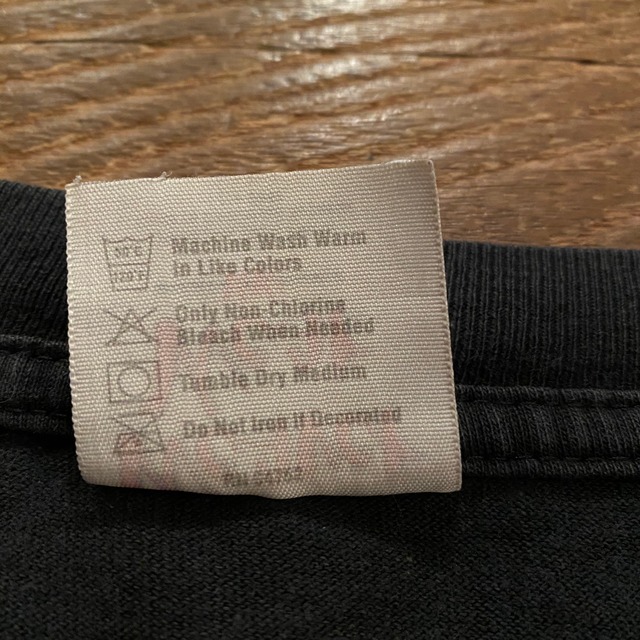 Machine Wash Warm
In Like Colors
Only Non-Chlorine
Bleach When Needed
Tumble Dry Medium
Do Not Iron If Decorated
RN